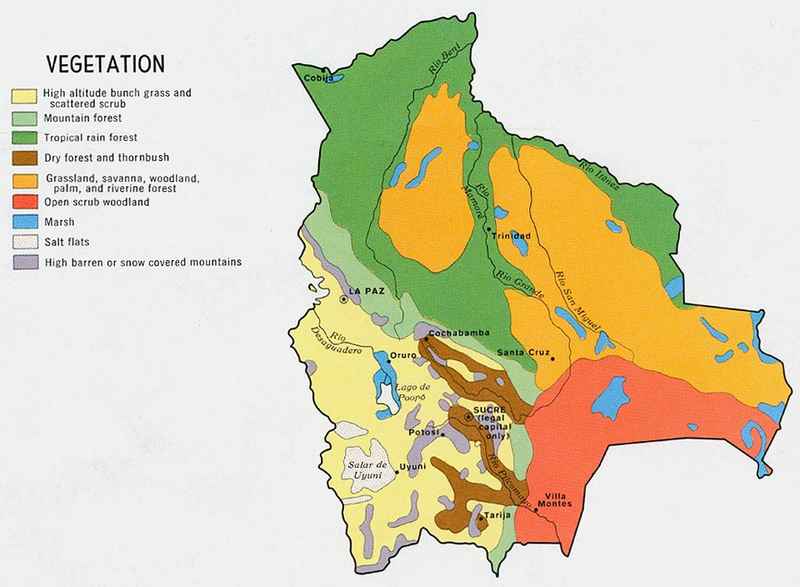 VEGETATION
High altitude bunch grass and
scattered scrub
Mountain forest
Tropical rain forest
Dry forest and thornbush
Grassland, savanna, woodland,
palm, and riverine forest
Open scrub woodland
Marsh
Salt flats
High barren or snow covered mountains
Cobija
Río Beni
Río Iténez
Río
Mamoré
Trinidad
Río Grande
Río San Miguel
LA PAZ
Río
Desaguadero
Cochabamba
Oruro
Santa Cruz
Lago de
Poopó
SUCRE
(legal
capital
only)
Potosí
Salar de
Uyuni
Uyuni
Río Pilcomayo
Villa
Montes
Tarija